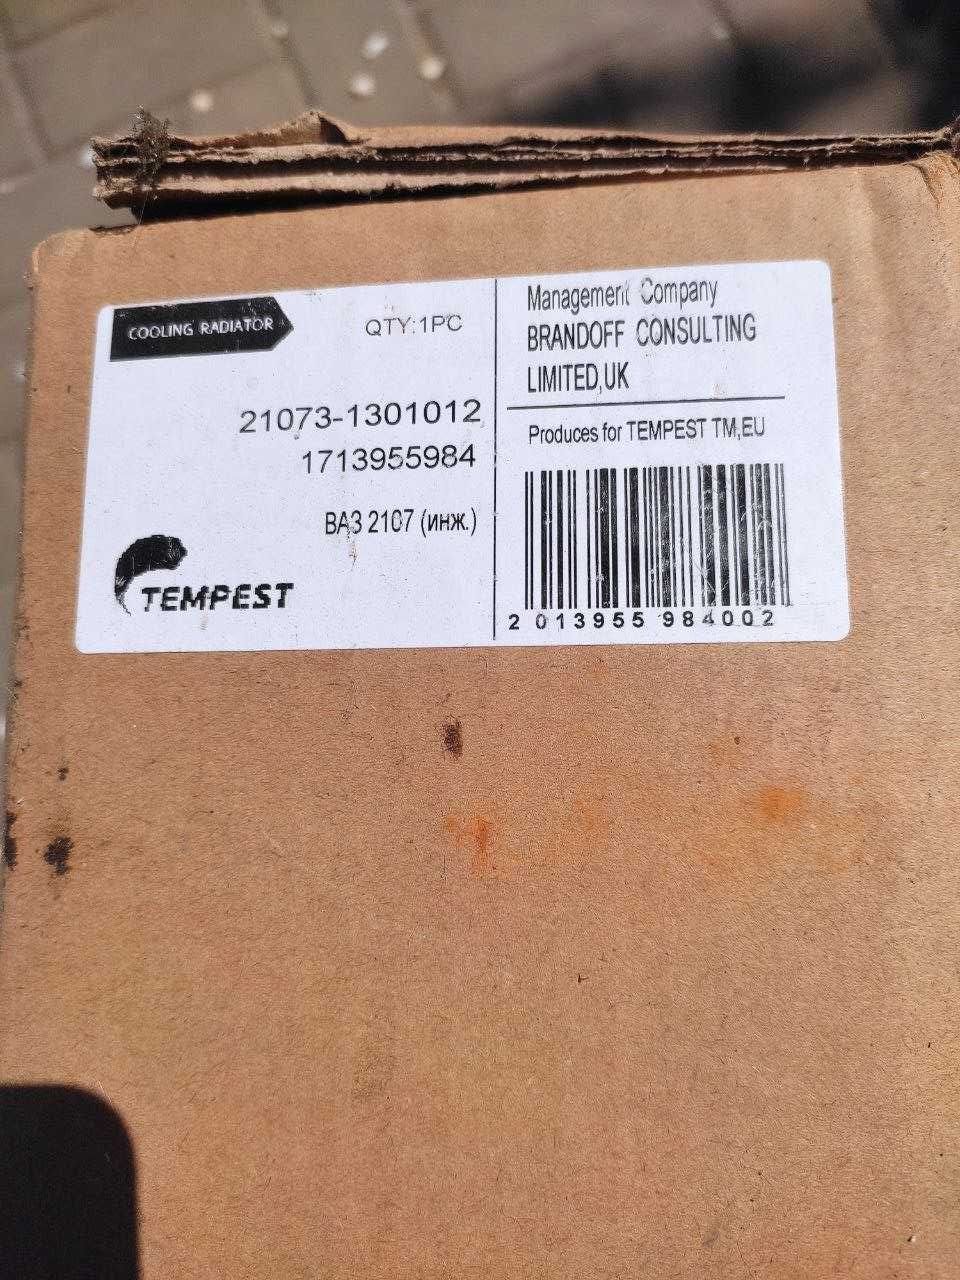 COOLING RADIATOR
QTY:1PC
21073-1301012
1713955984
ВАЗ 2107 (инж.)
TEMPEST
Management Company
BRANDOFF CONSULTING
LIMITED,UK
Produces for TEMPEST TM,EU
2 013955 984002